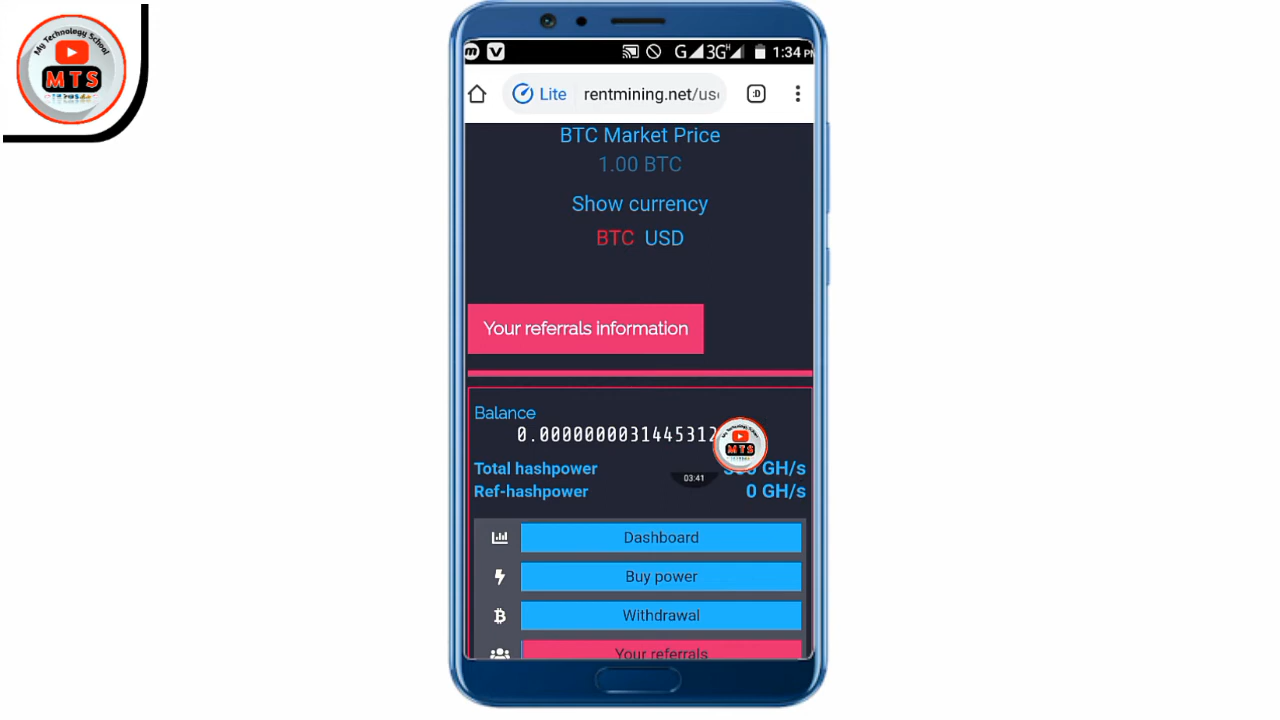 My Technology School
MTS
1:34
Lite rentmining.net/us
:D
BTC Market Price
1.00 BTC
Show currency
BTC USD
Your referrals information
Balance
0.0000000031445312
MTS
Total hashpower GH/s
03:41
Ref-hashpower 0 GH/s
Dashboard
Buy power
Withdrawal
Your referrals